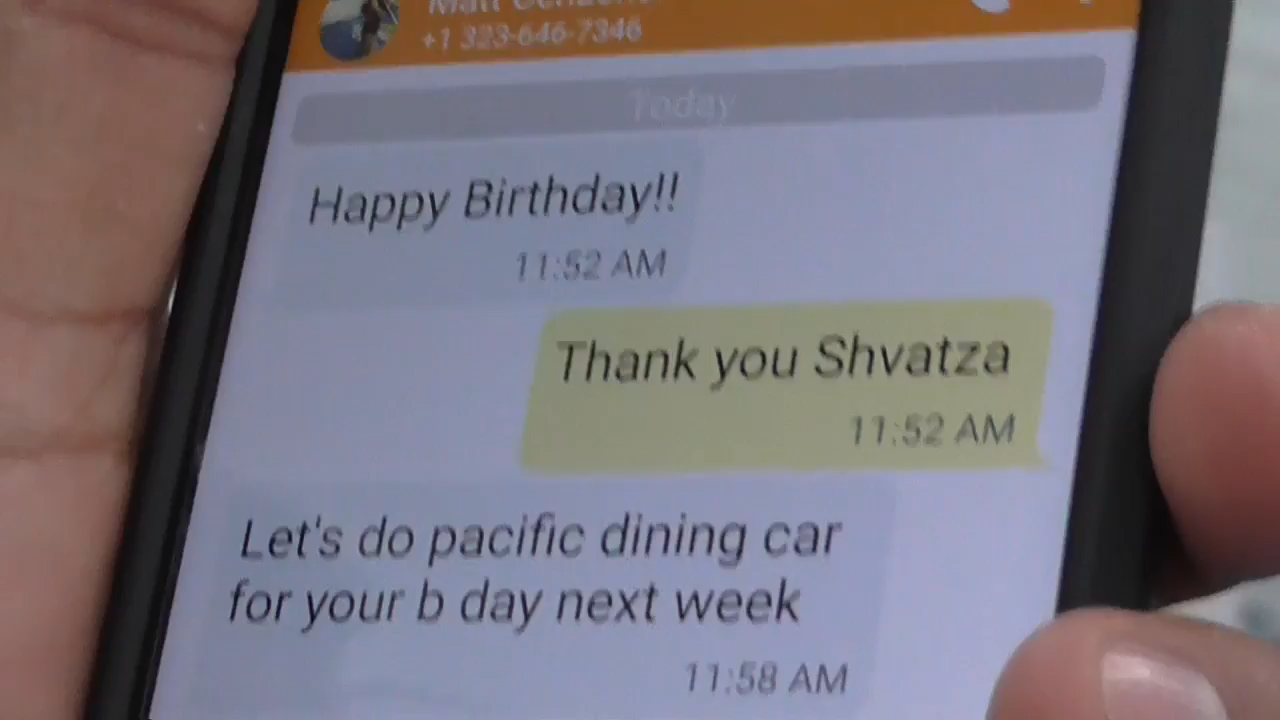 Matt
+1 323-646-7346
Today
Happy Birthday!!
11:52 AM
Thank you Shvatza
11:52 AM
Let's do pacific dining car
for your b day next week
11:58 AM